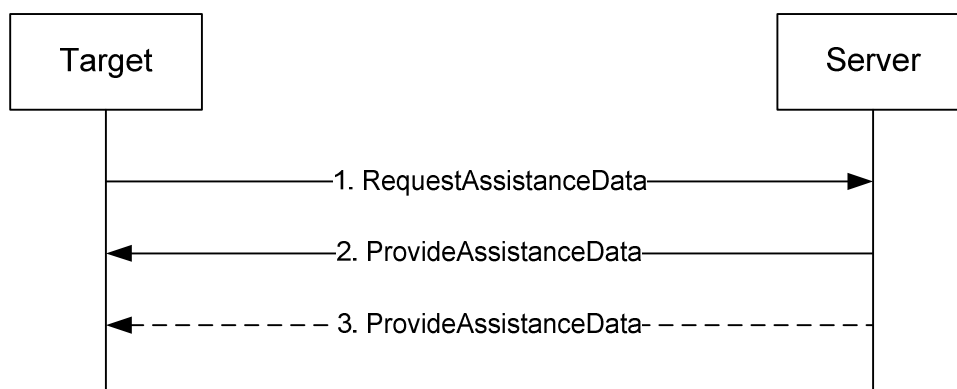 Target
Server
1. RequestAssistanceData
2. ProvideAssistanceData
3. ProvideAssistanceData